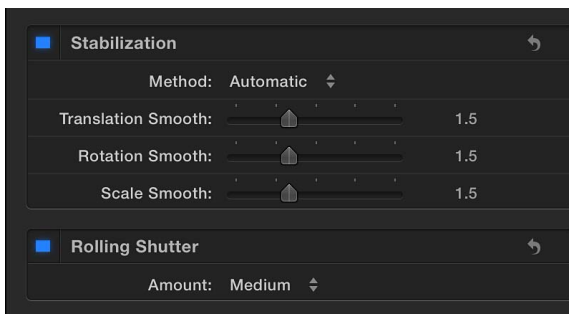 Stabilization
Method: Automatic
Translation Smooth: 1.5
Rotation Smooth: 1.5
Scale Smooth: 1.5
Rolling Shutter
Amount: Medium